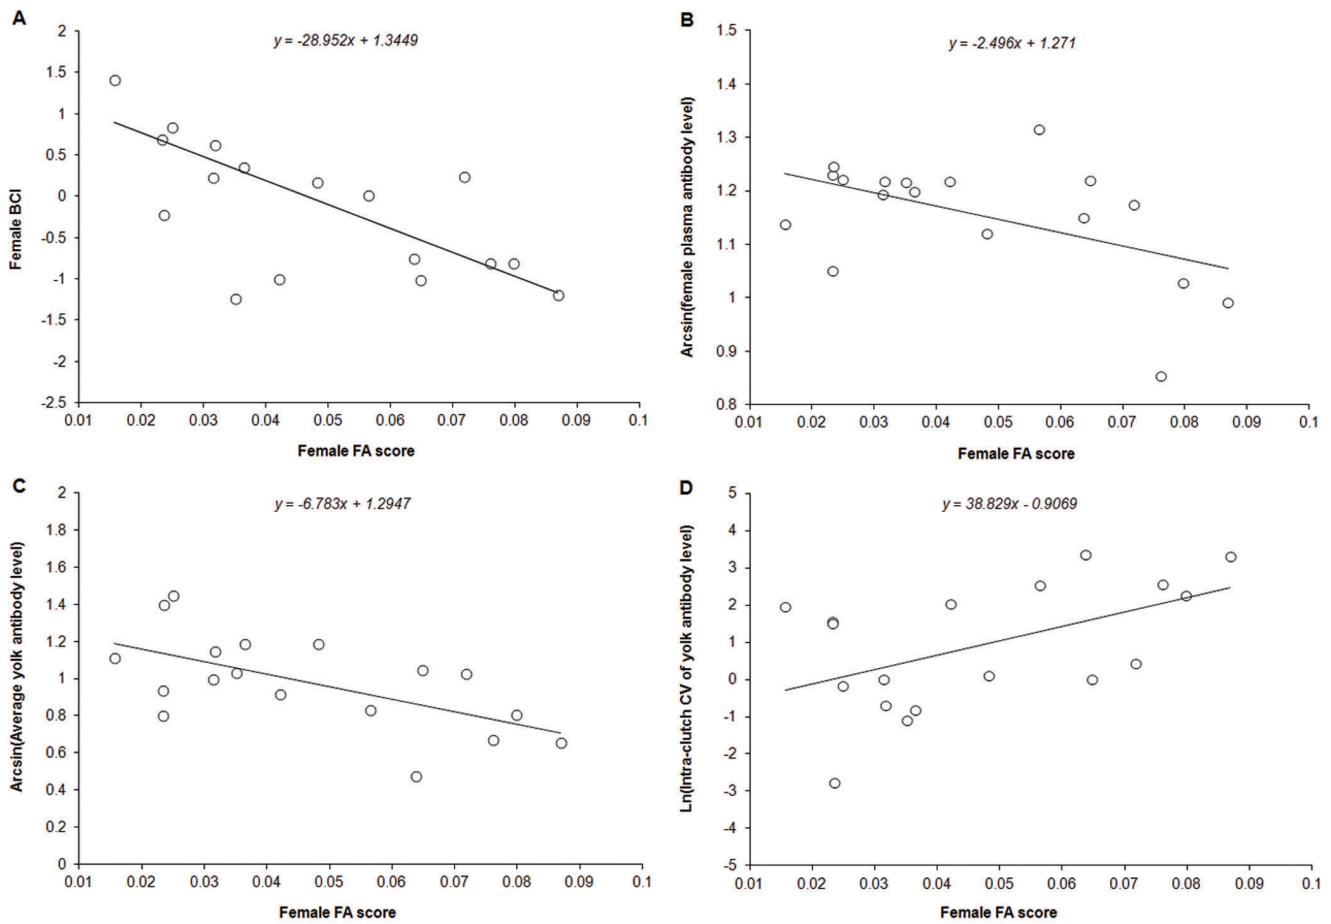 A
y = -28.952x + 1.3449
2
1.5
1
0.5
0
-0.5
-1
-1.5
-2
-2.5
Female BCI
0.01 0.02 0.03 0.04 0.05 0.06 0.07 0.08 0.09 0.1
Female FA score
B
y = -2.496x + 1.271
1.5
1.4
1.3
1.2
1.1
1
0.9
0.8
Arcsin(female plasma antibody level)
0.01 0.02 0.03 0.04 0.05 0.06 0.07 0.08 0.09 0.1
Female FA score
C
y = -6.783x + 1.2947
2
1.8
1.6
1.4
1.2
1
0.8
0.6
0.4
0.2
0
Arcsin(Average yolk antibody level)
0.01 0.02 0.03 0.04 0.05 0.06 0.07 0.08 0.09 0.1
Female FA score
D
y = 38.829x - 0.9069
5
4
3
2
1
0
-1
-2
-3
-4
-5
Ln(Intra-clutch CV of yolk antibody level)
0.01 0.02 0.03 0.04 0.05 0.06 0.07 0.08 0.09 0.1
Female FA score